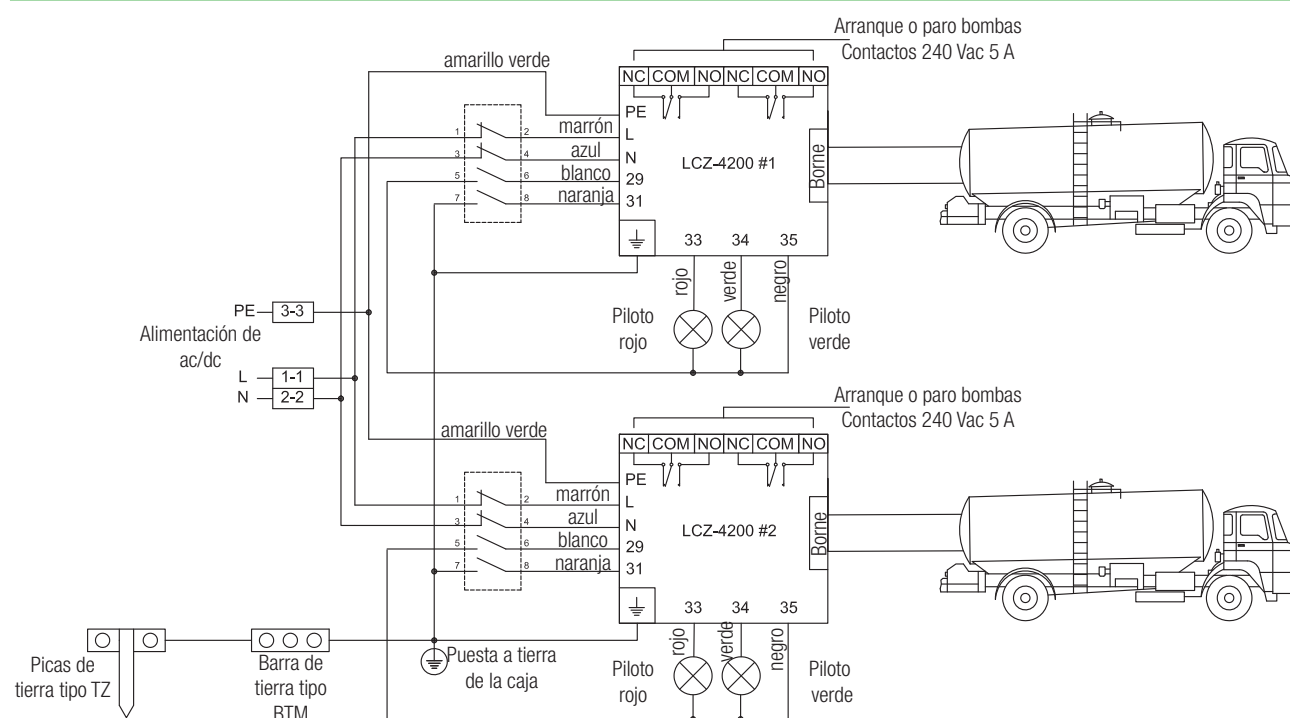 Arranque o paro bombas
Contactos 240 Vac 5 A
amarillo verde
NC COM NO NC COM NO
PE
1 2 marrón L
3 4 azul N
5 6 blanco 29
7 8 naranja 31
LCZ-4200 #1
Borne
33 34 35
rojo
verde
negro
Piloto
rojo
Piloto
verde
PE 3-3
Alimentación de
ac/dc
L 1-1
N 2-2
Arranque o paro bombas
Contactos 240 Vac 5 A
amarillo verde
NC COM NO NC COM NO
PE
1 2 marrón L
3 4 azul N
5 6 blanco 29
7 8 naranja 31
LCZ-4200 #2
Borne
33 34 35
rojo
verde
negro
Piloto
rojo
Piloto
verde
Picas de
tierra tipo TZ
Barra de
tierra tipo
BTM
Puesta a tierra
de la caja